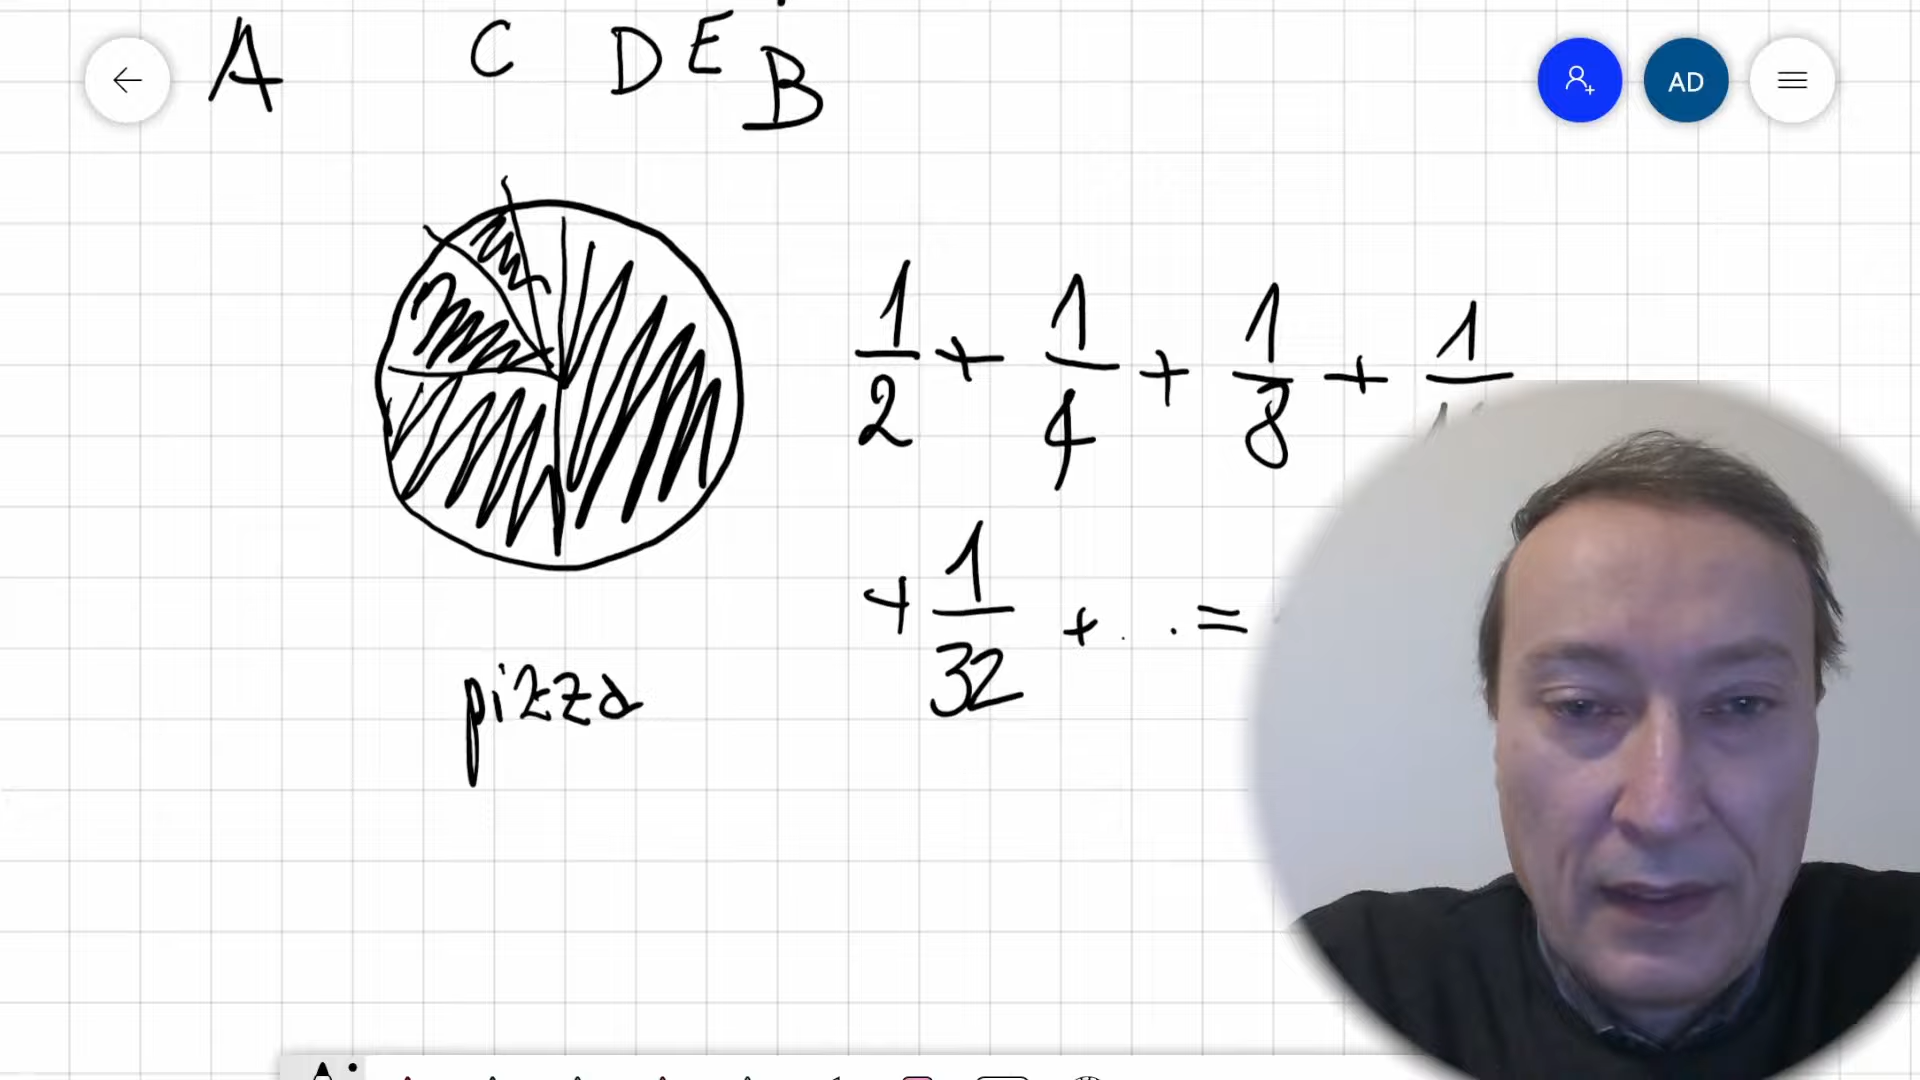 A C D E B
AD
1/2 + 1/4 + 1/8 + 1/
+ 1/32 + . . =
pizza